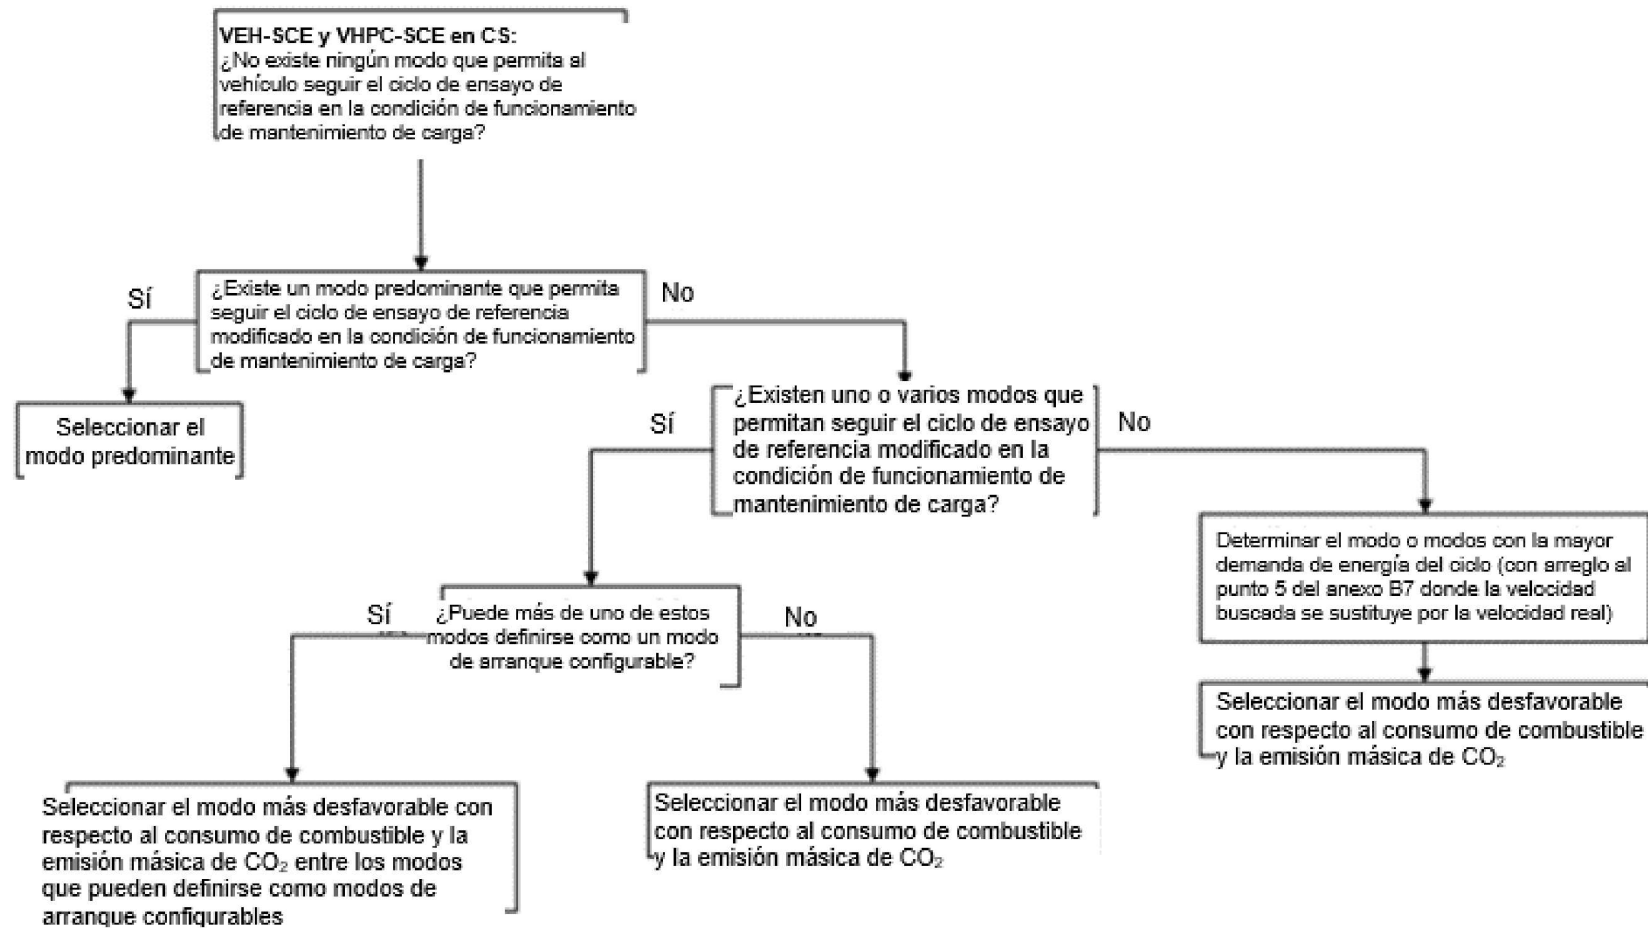 VEH-SCE y VHPC-SCE en CS:
¿No existe ningún modo que permita al
vehículo seguir el ciclo de ensayo de
referencia en la condición de funcionamiento
de mantenimiento de carga?
Sí
¿Existe un modo predominante que permita
seguir el ciclo de ensayo de referencia
modificado en la condición de funcionamiento
de mantenimiento de carga?
No
Seleccionar el
modo predominante
Sí
¿Existen uno o varios modos que
permitan seguir el ciclo de ensayo
de referencia modificado en la
condición de funcionamiento de
mantenimiento de carga?
No
Determinar el modo o modos con la mayor
demanda de energía del ciclo (con arreglo al
punto 5 del anexo B7 donde la velocidad
buscada se sustituye por la velocidad real)
Sí
¿Puede más de uno de estos
modos definirse como un modo
de arranque configurable?
No
Seleccionar el modo más desfavorable
con respecto al consumo de combustible
y la emisión másica de CO₂
Seleccionar el modo más desfavorable con
respecto al consumo de combustible y la
emisión másica de CO₂ entre los modos
que pueden definirse como modos de
arranque configurables
Seleccionar el modo más desfavorable
con respecto al consumo de combustible
y la emisión másica de CO₂